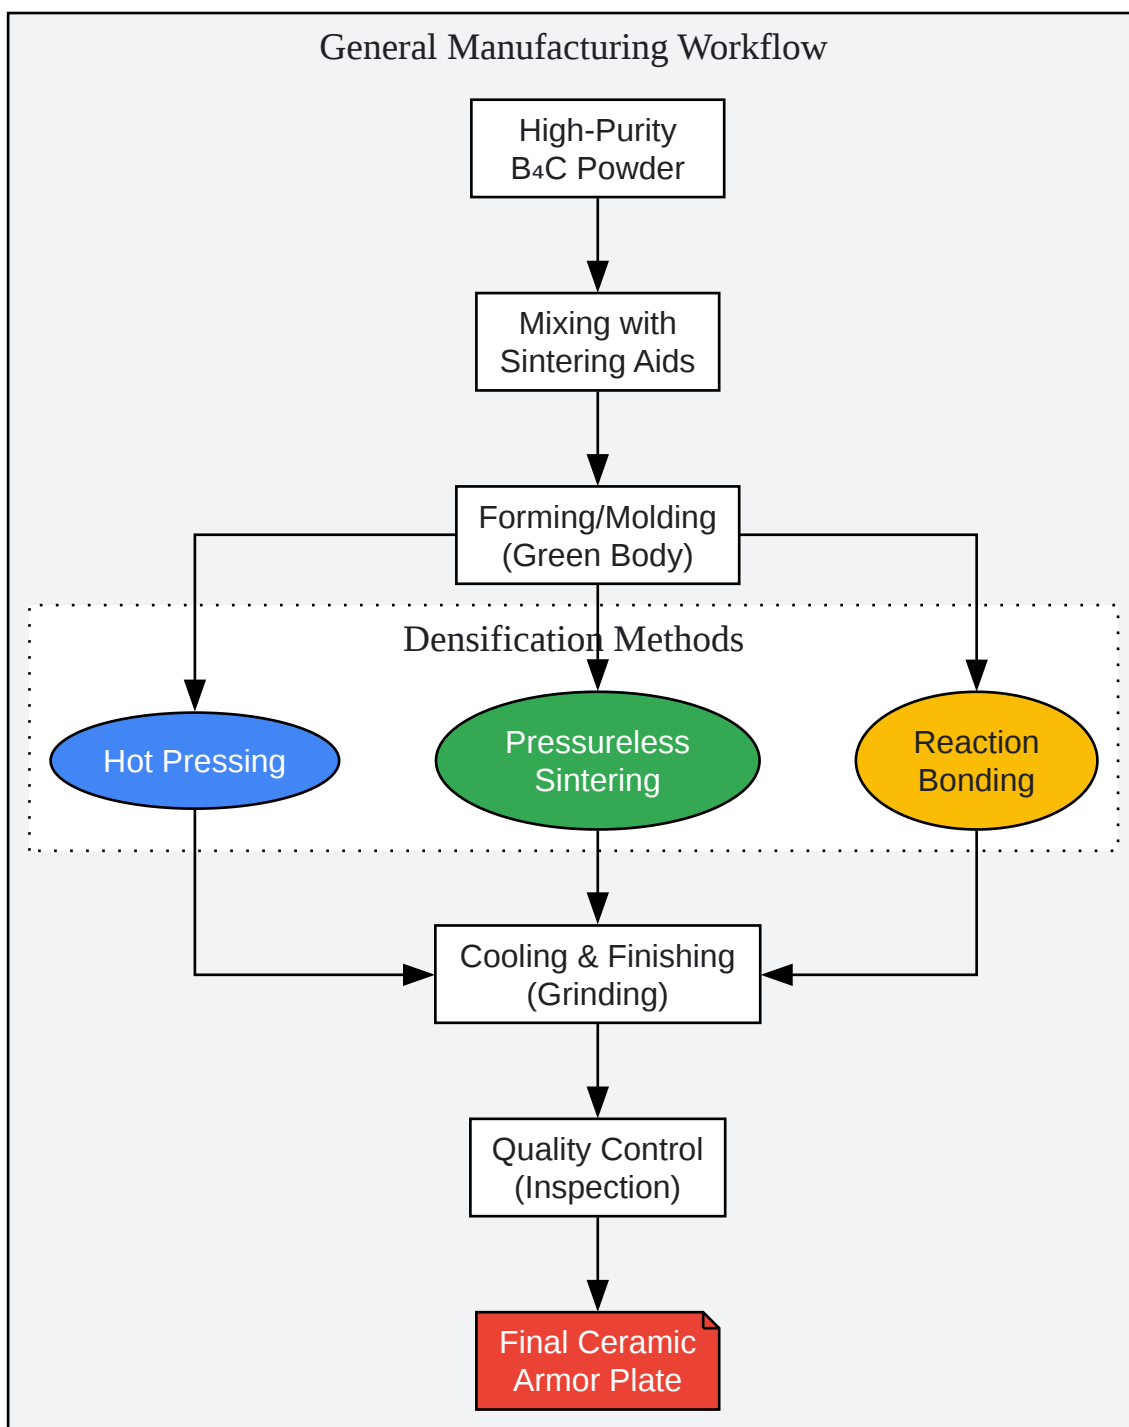 General Manufacturing Workflow
High-Purity
B₄C Powder
Mixing with
Sintering Aids
Forming/Molding
(Green Body)
Densification Methods
Hot Pressing
Pressureless
Sintering
Reaction
Bonding
Cooling & Finishing
(Grinding)
Quality Control
(Inspection)
Final Ceramic
Armor Plate